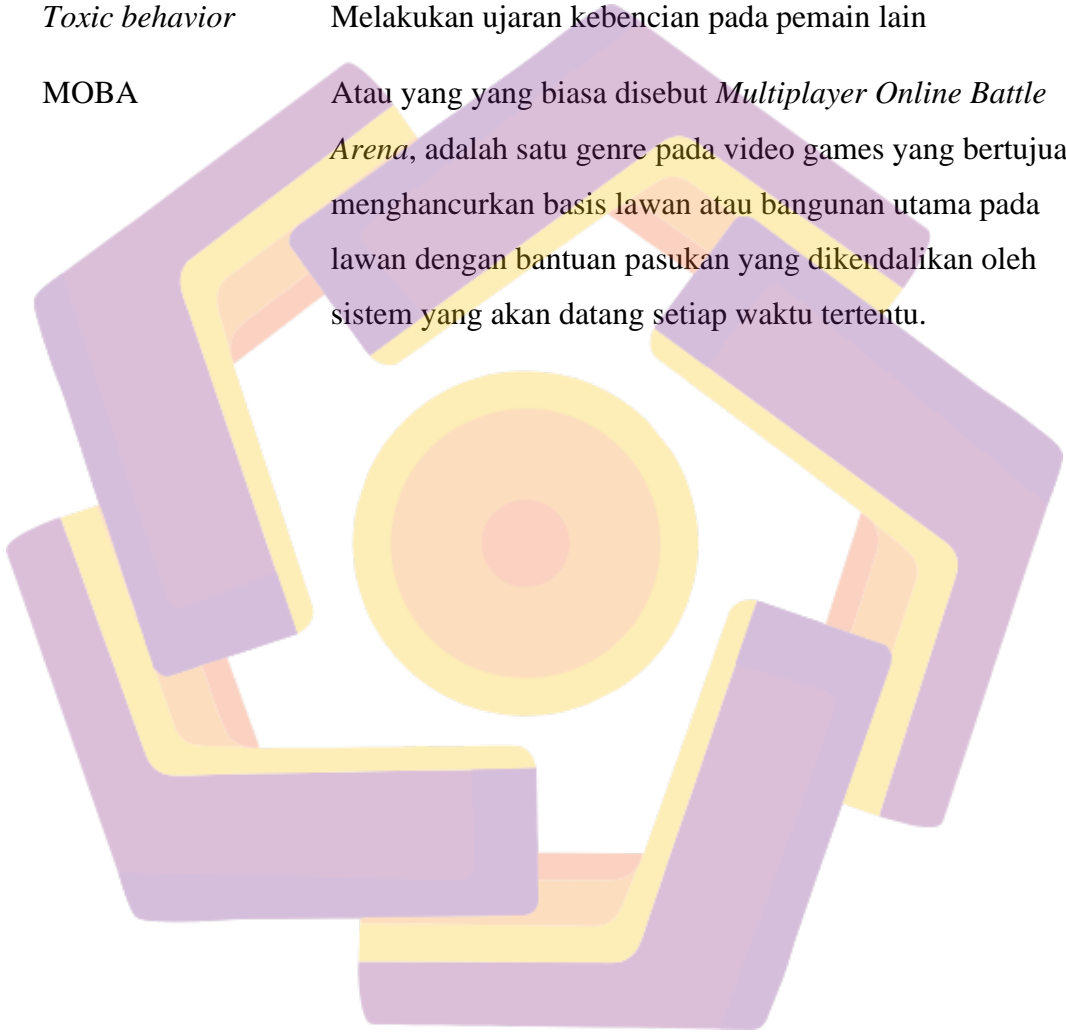 Toxic behavior Melakukan ujaran kebencian pada pemain lain
MOBA Atau yang yang biasa disebut Multiplayer Online Battle
Arena, adalah satu genre pada video games yang bertujua
menghancurkan basis lawan atau bangunan utama pada
lawan dengan bantuan pasukan yang dikendalikan oleh
sistem yang akan datang setiap waktu tertentu.